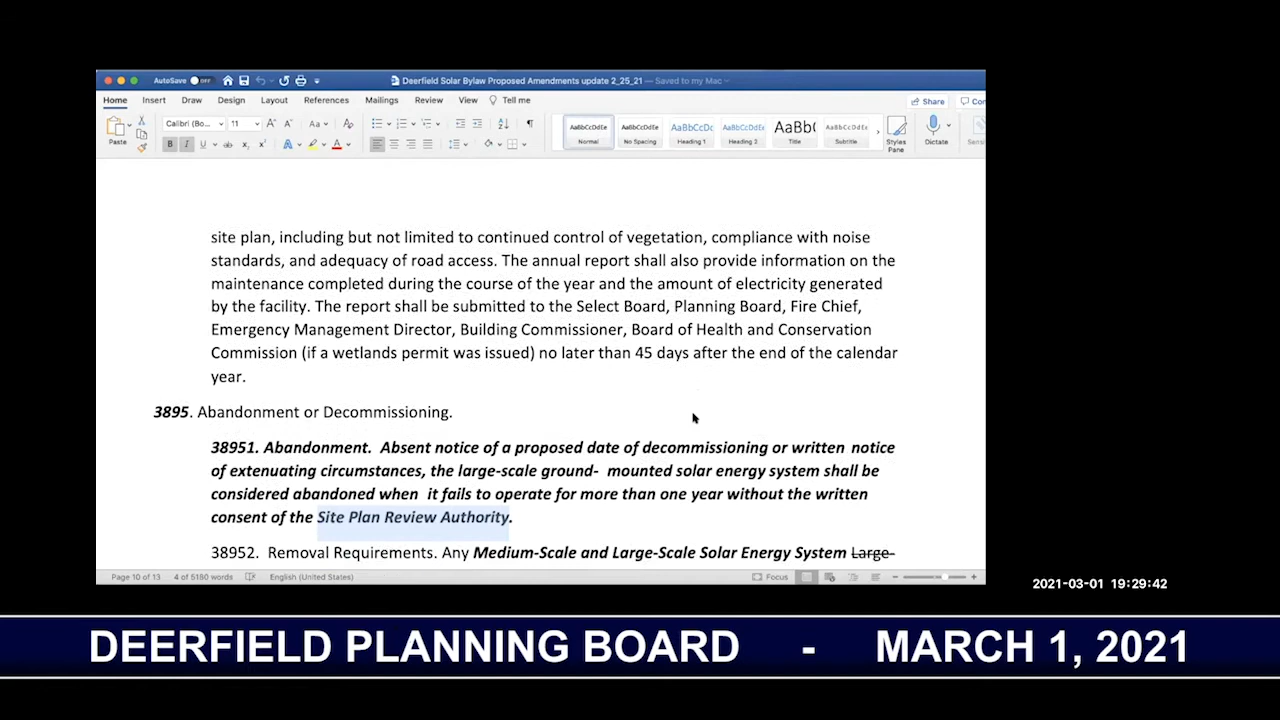 AutoSave OFF
Deerfield Solar Bylaw Proposed Amendments update 2_25_21 — Saved to my Mac
Home Insert Draw Design Layout References Mailings Review View Tell me Share
Paste
Calibri (Bo... 11
AaBbCcDdEe Normal
AaBbCcDdEe No Spacing
AaBbCcDc Heading 1
AaBbCcDdEe Heading 2
AaBb( Title
AaBbCcDdEe Subtitle
Styles Pane
Dictate
site plan, including but not limited to continued control of vegetation, compliance with noise
standards, and adequacy of road access. The annual report shall also provide information on the
maintenance completed during the course of the year and the amount of electricity generated
by the facility. The report shall be submitted to the Select Board, Planning Board, Fire Chief,
Emergency Management Director, Building Commissioner, Board of Health and Conservation
Commission (if a wetlands permit was issued) no later than 45 days after the end of the calendar
year.
3895. Abandonment or Decommissioning.
38951. Abandonment. Absent notice of a proposed date of decommissioning or written notice
of extenuating circumstances, the large-scale ground- mounted solar energy system shall be
considered abandoned when it fails to operate for more than one year without the written
consent of the Site Plan Review Authority.
38952. Removal Requirements. Any Medium-Scale and Large-Scale Solar Energy System Large-
Page 10 of 13 4 of 5180 words English (United States) Focus
2021-03-01 19:29:42
DEERFIELD PLANNING BOARD - MARCH 1, 2021